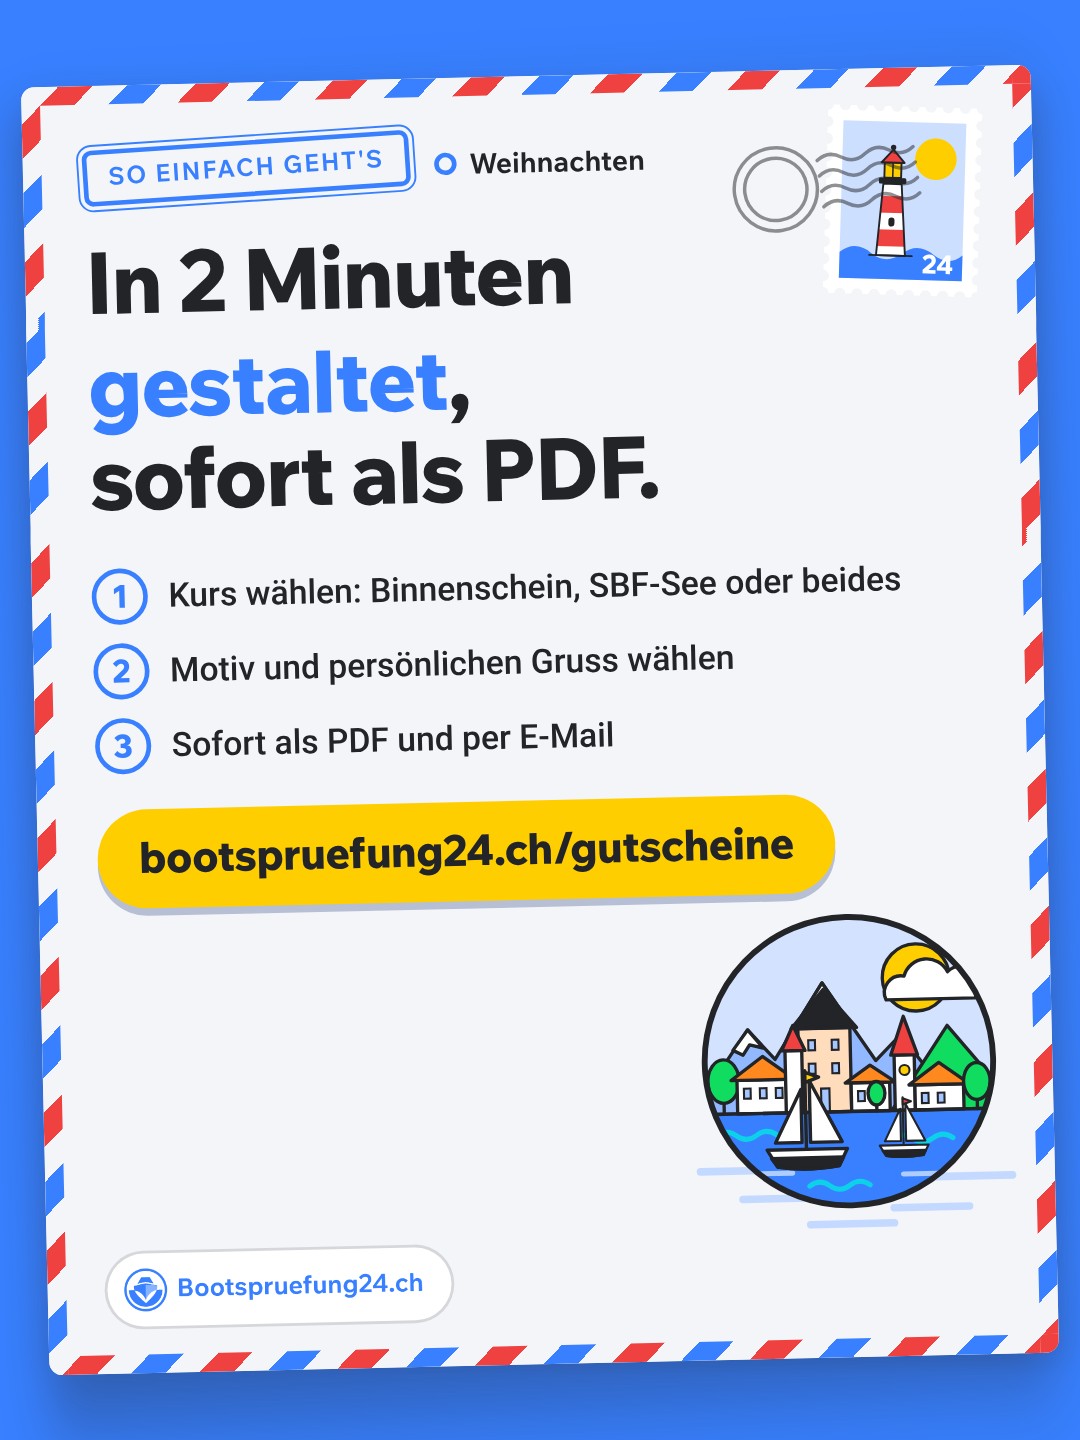 SO EINFACH GEHT'S
Weihnachten
24
In 2 Minuten
gestaltet,
sofort als PDF.
1 Kurs wählen: Binnenschein, SBF-See oder beides
2 Motiv und persönlichen Gruss wählen
3 Sofort als PDF und per E-Mail
bootspruefung24.ch/gutscheine
Bootspruefung24.ch